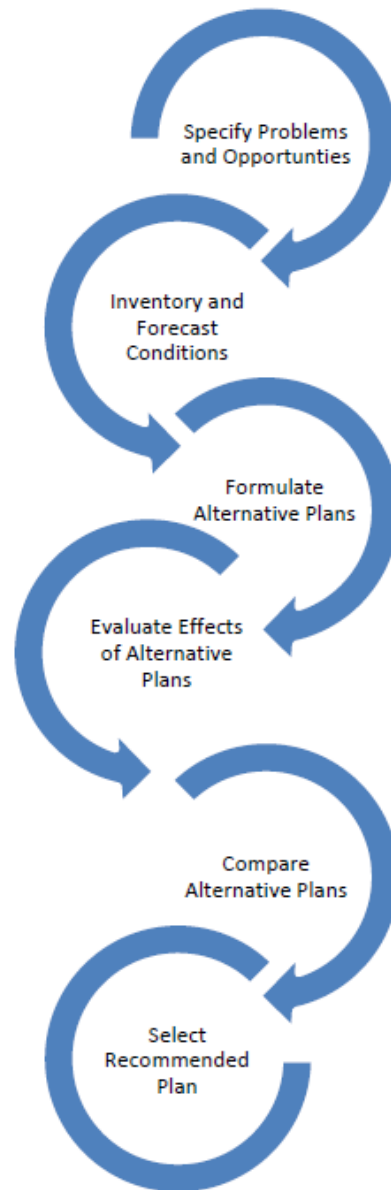 Specify Problems
and Opportunties
Inventory and
Forecast
Conditions
Formulate
Alternative Plans
Evaluate Effects
of Alternative
Plans
Compare
Alternative Plans
Select
Recommended
Plan